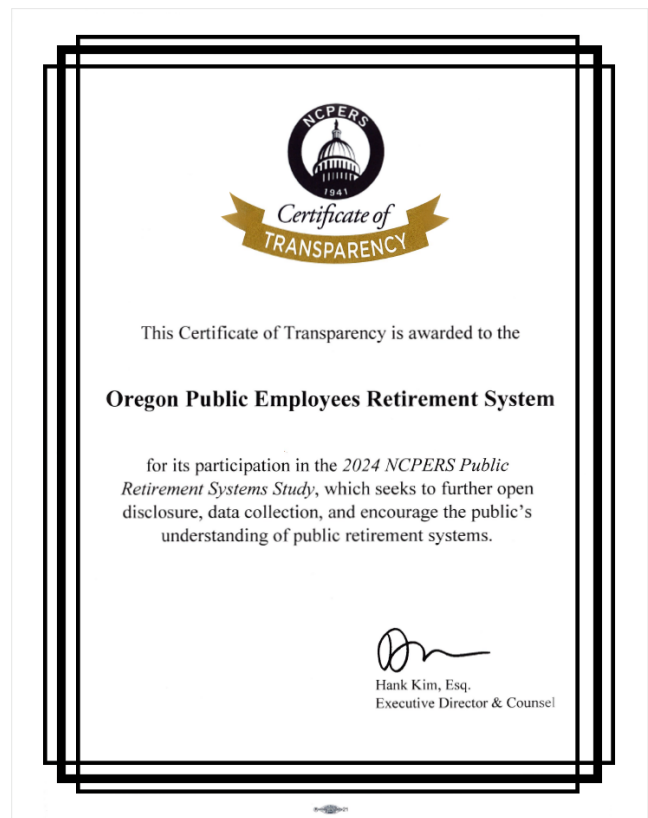 NCPERS
1941
Certificate of
TRANSPARENCY
This Certificate of Transparency is awarded to the
Oregon Public Employees Retirement System
for its participation in the 2024 NCPERS Public
Retirement Systems Study, which seeks to further open
disclosure, data collection, and encourage the public’s
understanding of public retirement systems.
Hank Kim, Esq.
Executive Director & Counsel